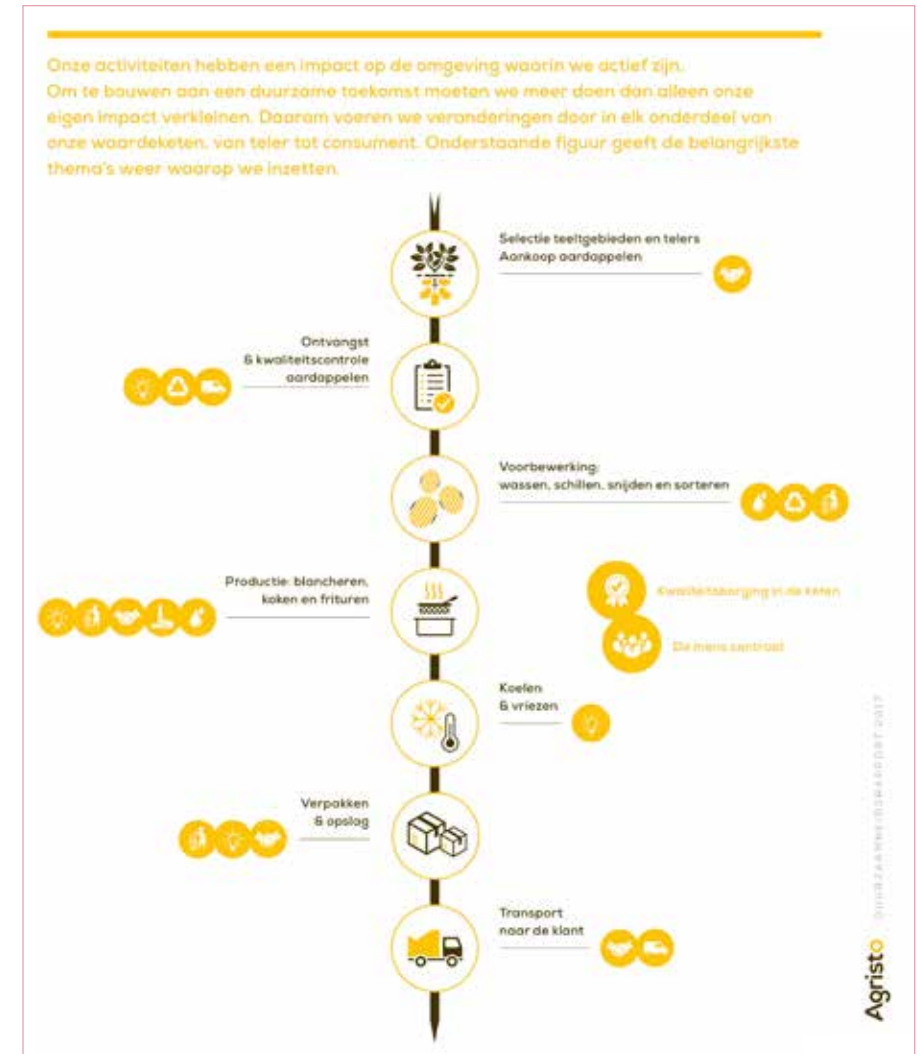 Onze activiteiten hebben een impact op de omgeving waarin we actief zijn.
Om te bouwen aan een duurzame toekomst moeten we meer doen dan alleen onze
eigen impact verkleinen. Daarom voeren we veranderingen door in elk onderdeel van
onze waardeketen, van teler tot consument. Onderstaande figuur geeft de belangrijkste
thema's weer waarop we inzetten.
Selectie teeltgebieden en telers
Aankoop aardappelen
Ontvangst
& kwaliteitscontrole
aardappelen
Voorbewerking:
wassen, schillen, snijden en sorteren
Productie: blancheren,
koken en frituren
Kwaliteitsborging in de keten
De mens centraal
Koelen
& vriezen
Verpakken
& opslag
Transport
naar de klant
Agristo DUURZAAMHEIDSRAPPORT 2017